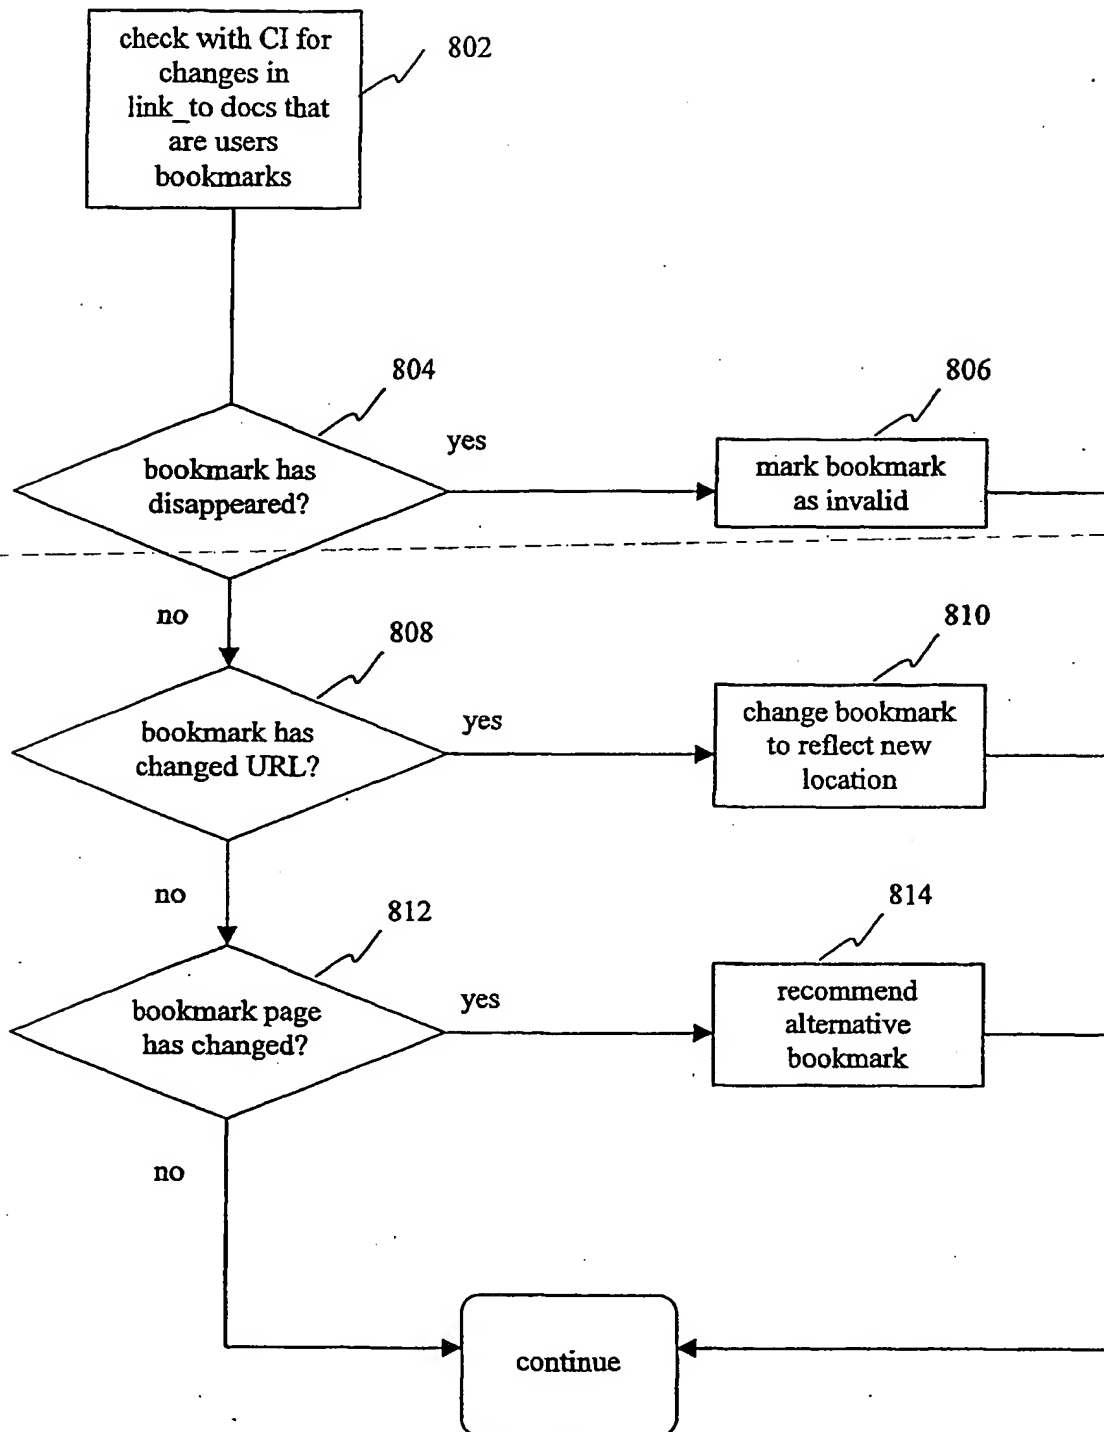 check with CI for
changes in
link_to docs that
are users
bookmarks
802
804
bookmark has
disappeared?
yes
806
mark bookmark
as invalid
no
808
bookmark has
changed URL?
yes
810
change bookmark
to reflect new
location
no
812
bookmark page
has changed?
yes
814
recommend
alternative
bookmark
no
continue